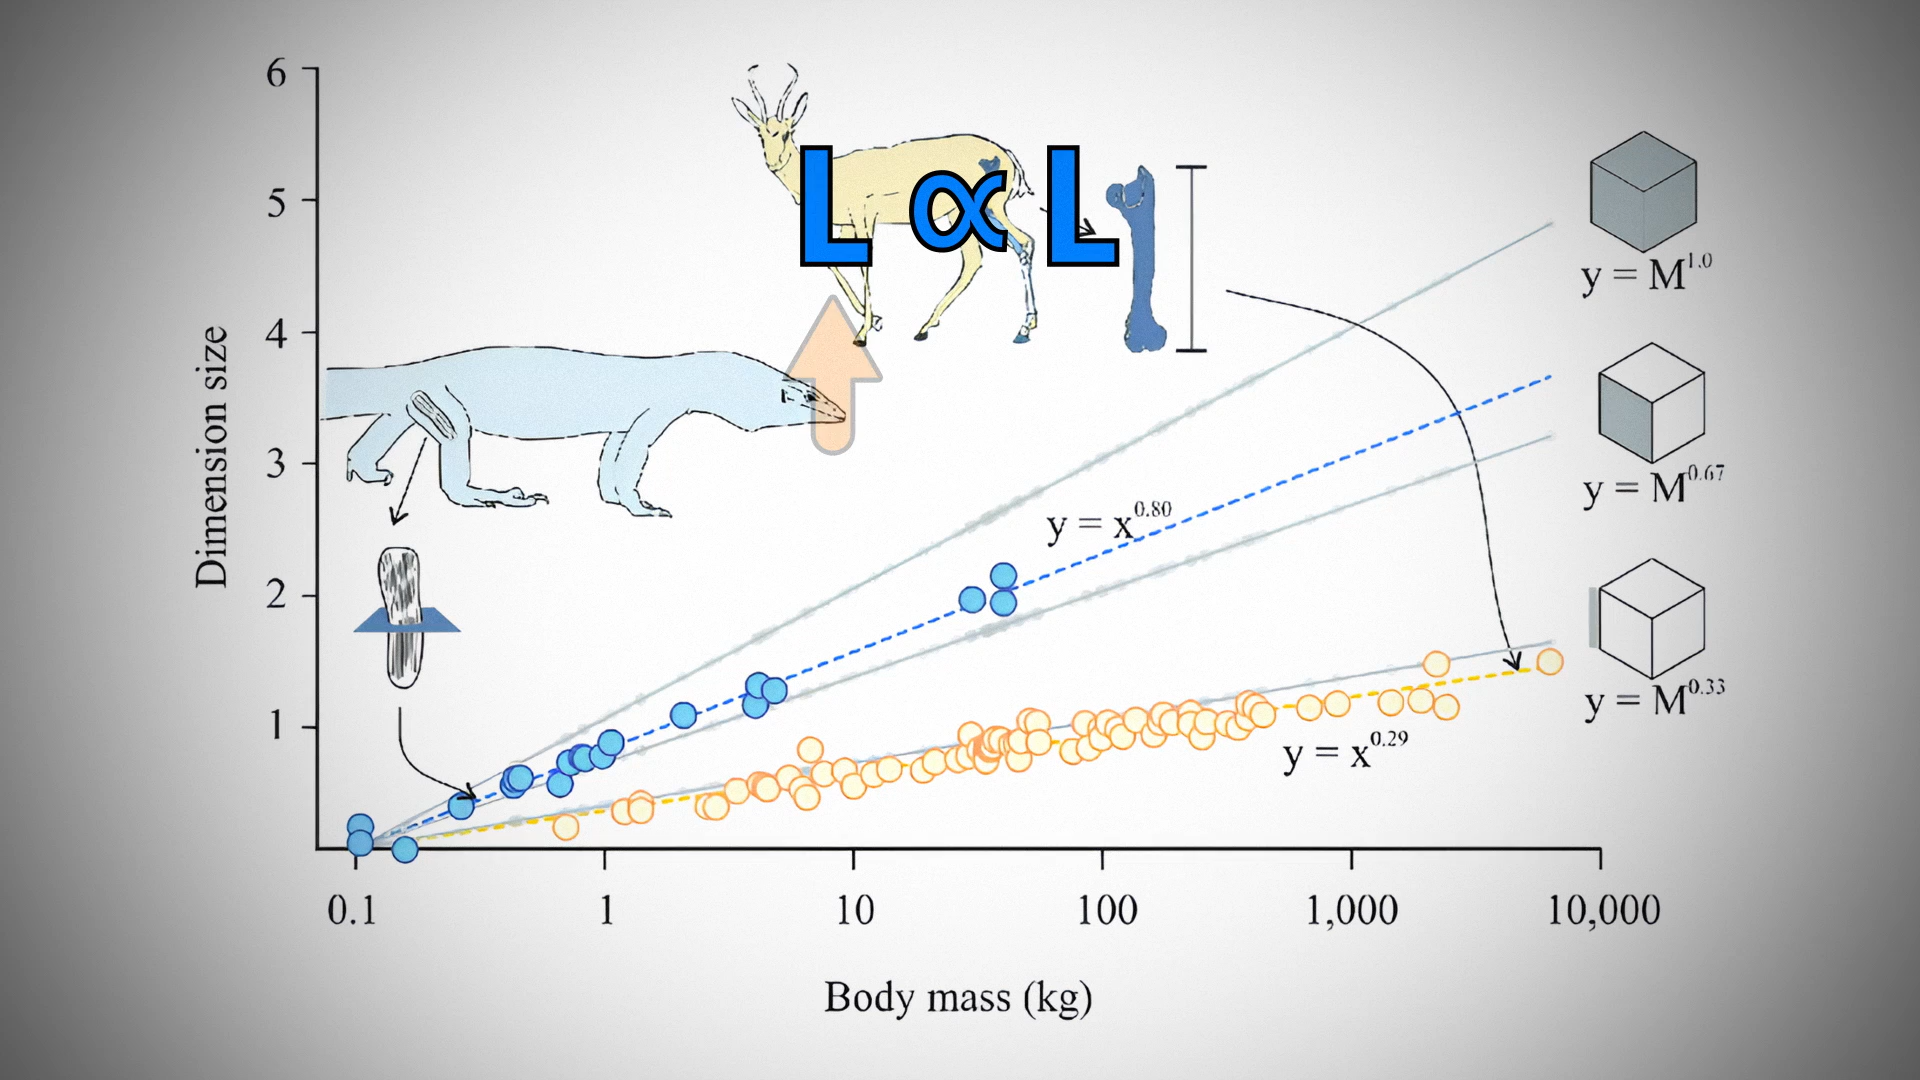 6
5
4
3
2
1
Dimension size
L ∝ L
y = M^1.0
y = M^0.67
y = M^0.33
y = x^0.80
y = x^0.29
0.1 1 10 100 1,000 10,000
Body mass (kg)